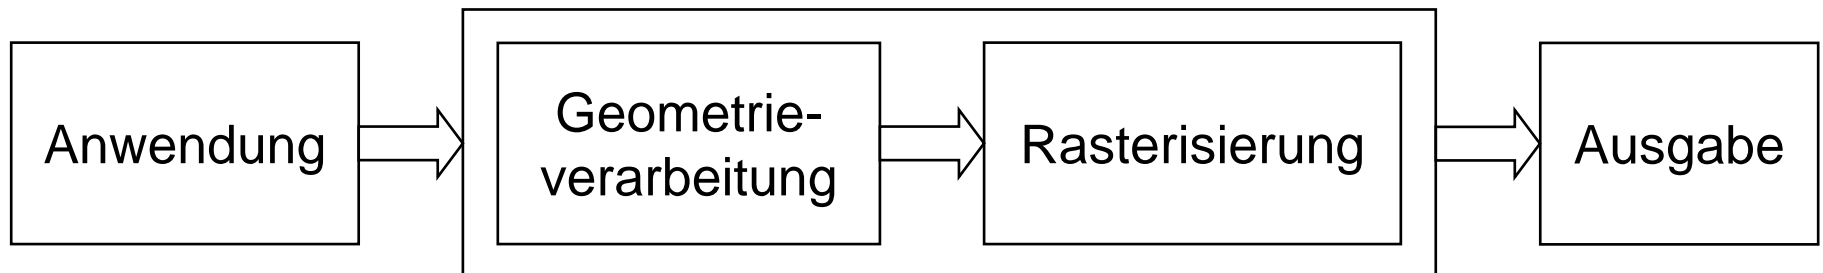 Anwendung
Geometrie-
verarbeitung
Rasterisierung
Ausgabe